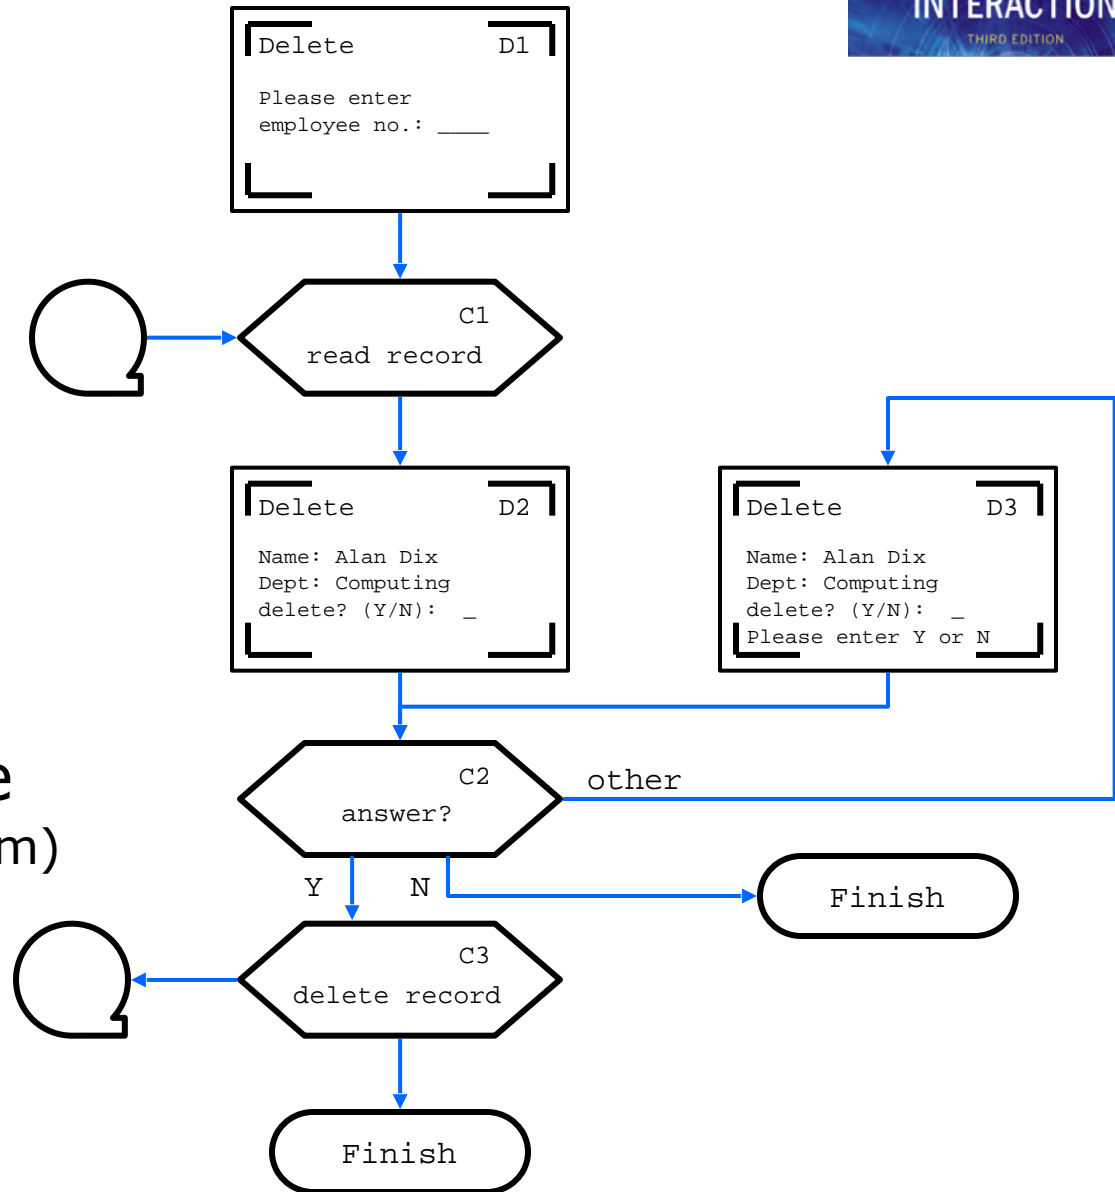 INTERACTION
THIRD EDITION
Delete D1
Please enter
employee no.: ____
C1
read record
Delete D2
Name: Alan Dix
Dept: Computing
delete? (Y/N): _
Delete D3
Name: Alan Dix
Dept: Computing
delete? (Y/N): _
Please enter Y or N
C2
answer?
other
e
m)
Y N
Finish
C3
delete record
Finish